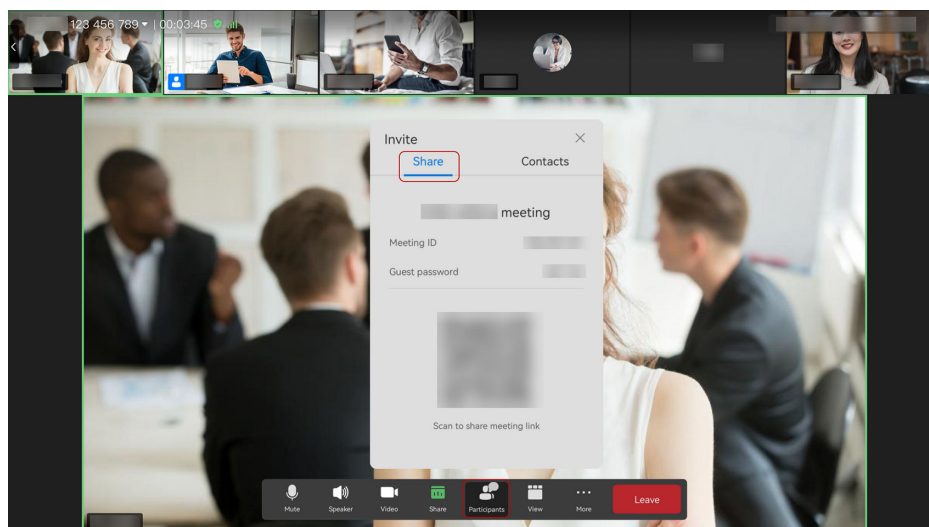 123 456 789 | 00:03:45
Invite
Share
Contacts
meeting
Meeting ID
Guest password
Scan to share meeting link
Mute
Speaker
Video
Share
Participants
View
More
Leave